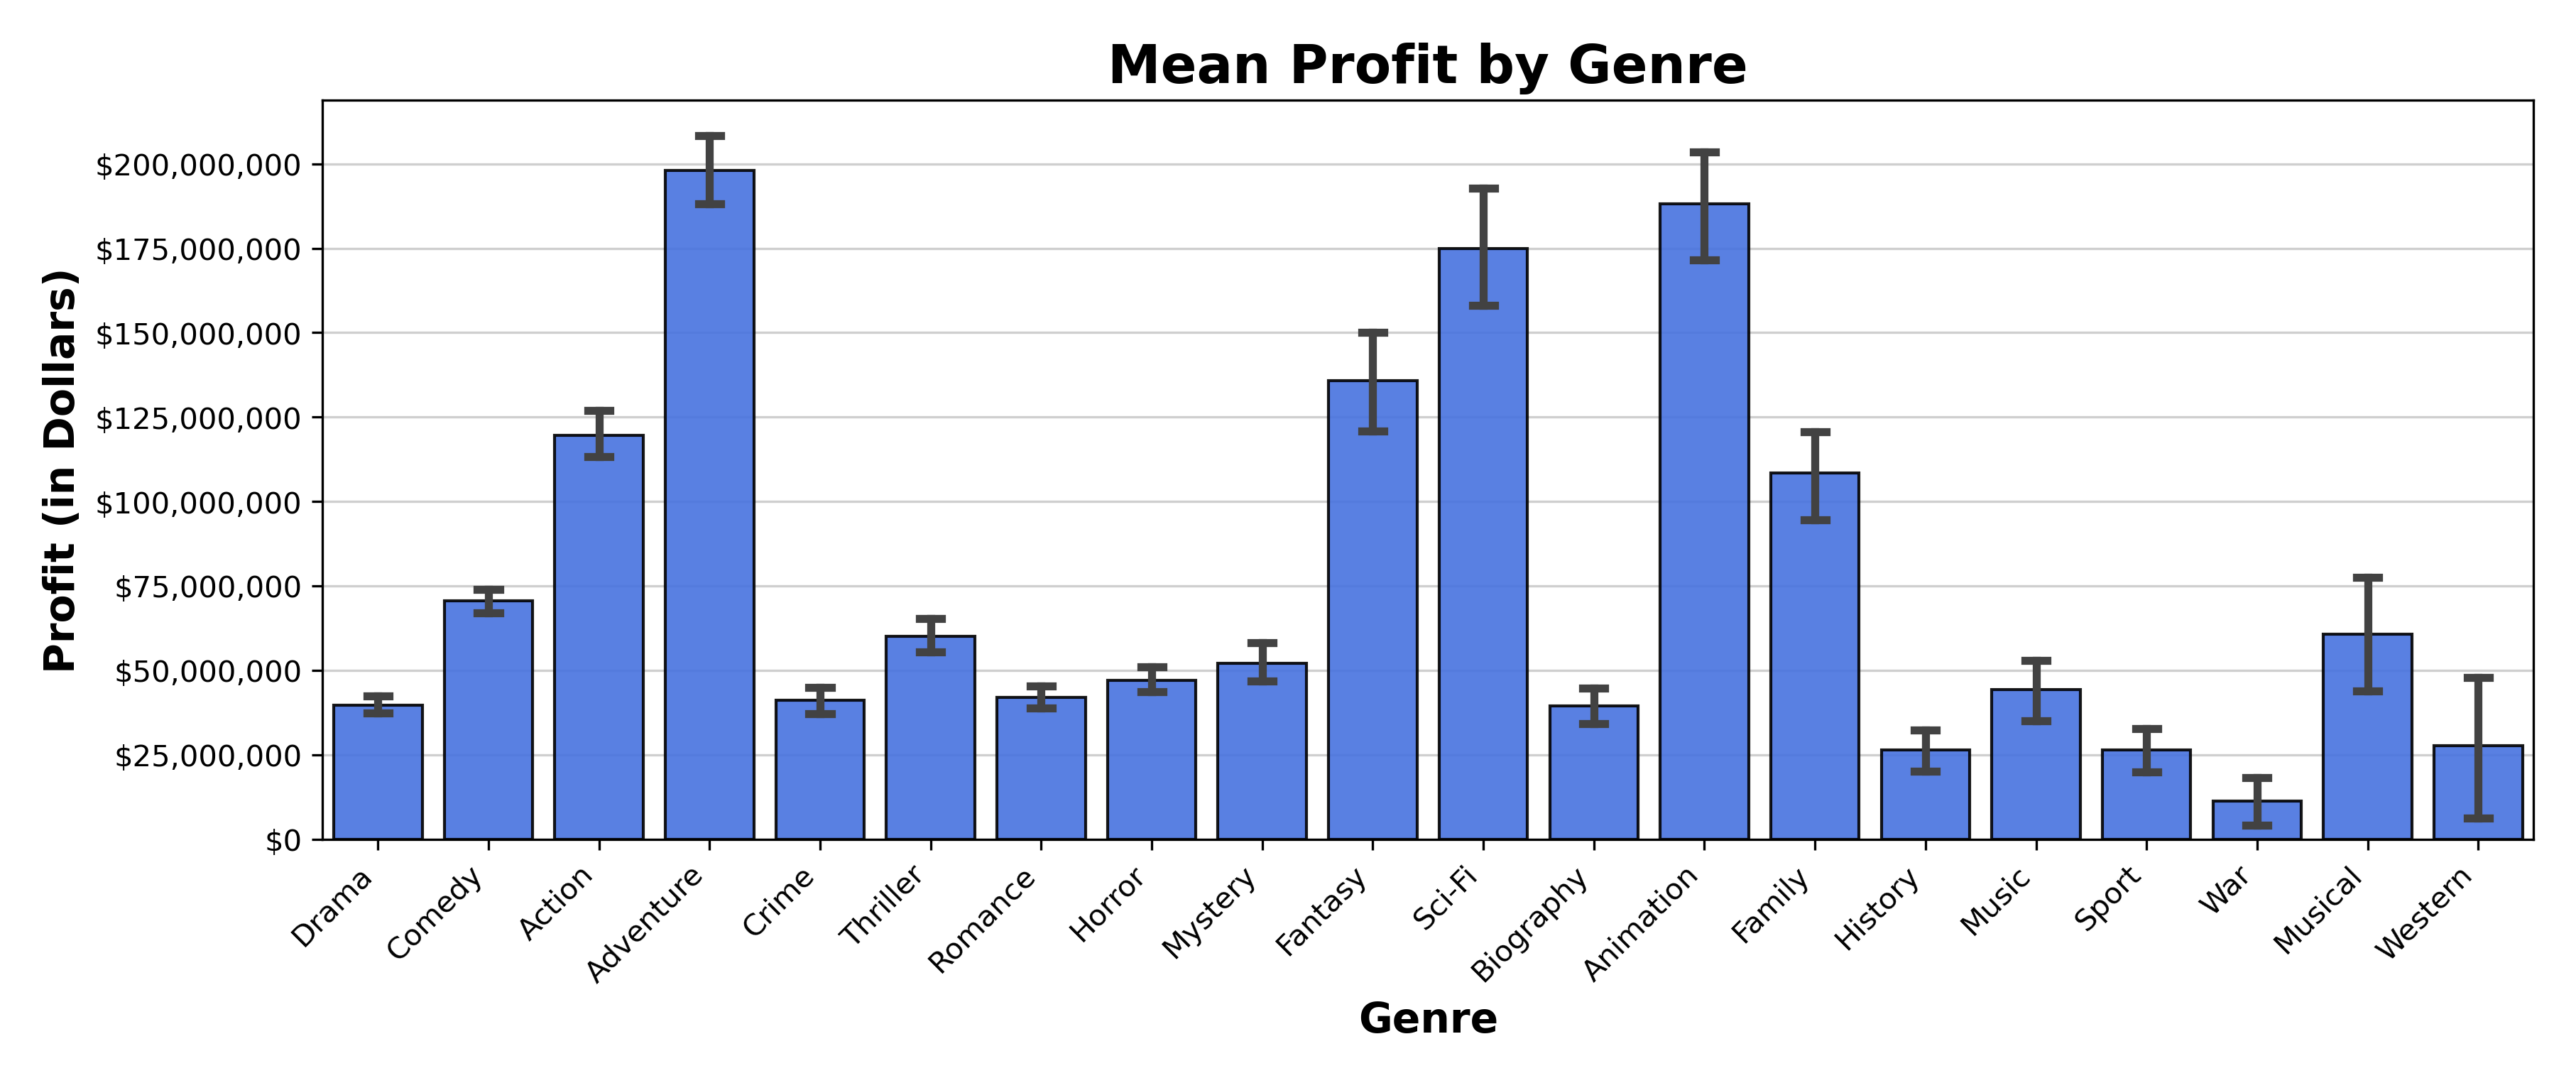 Mean Profit by Genre
Profit (in Dollars)
$200,000,000
$175,000,000
$150,000,000
$125,000,000
$100,000,000
$75,000,000
$50,000,000
$25,000,000
$0
Drama
Comedy
Action
Adventure
Crime
Thriller
Romance
Horror
Mystery
Fantasy
Sci-Fi
Biography
Animation
Family
History
Music
Sport
War
Musical
Western
Genre